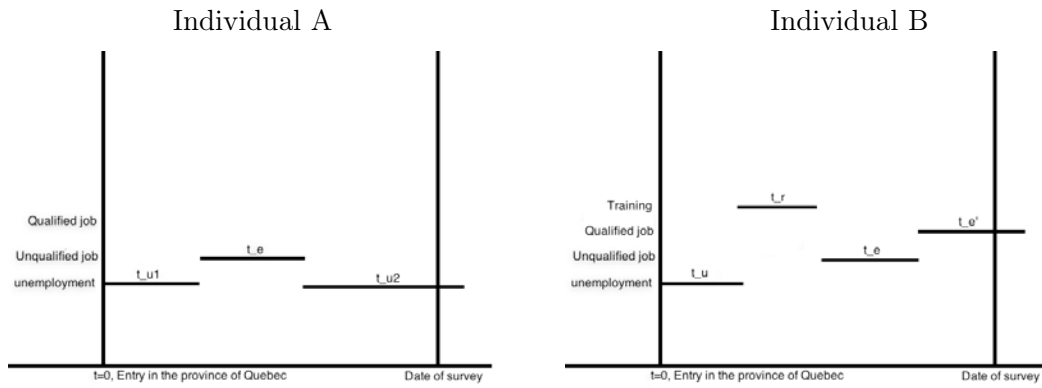 Individual A
Qualified job
Unqualified job
unemployment
t_u1
t_e
t_u2
t=0, Entry in the province of Quebec
Date of survey
Individual B
Training
Qualified job
Unqualified job
unemployment
t_r
t_e'
t_e
t_u
t=0, Entry in the province of Quebec
Date of survey